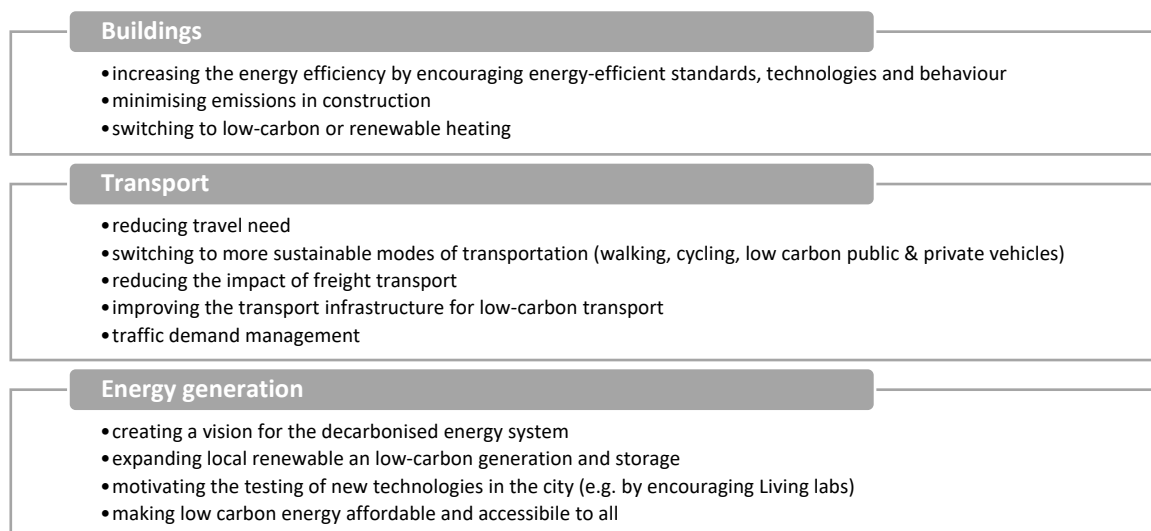 Buildings
•increasing the energy efficiency by encouraging energy-efficient standards, technologies and behaviour
•minimising emissions in construction
•switching to low-carbon or renewable heating
Transport
•reducing travel need
•switching to more sustainable modes of transportation (walking, cycling, low carbon public & private vehicles)
•reducing the impact of freight transport
•improving the transport infrastructure for low-carbon transport
•traffic demand management
Energy generation
•creating a vision for the decarbonised energy system
•expanding local renewable an low-carbon generation and storage
•motivating the testing of new technologies in the city (e.g. by encouraging Living labs)
•making low carbon energy affordable and accessibile to all